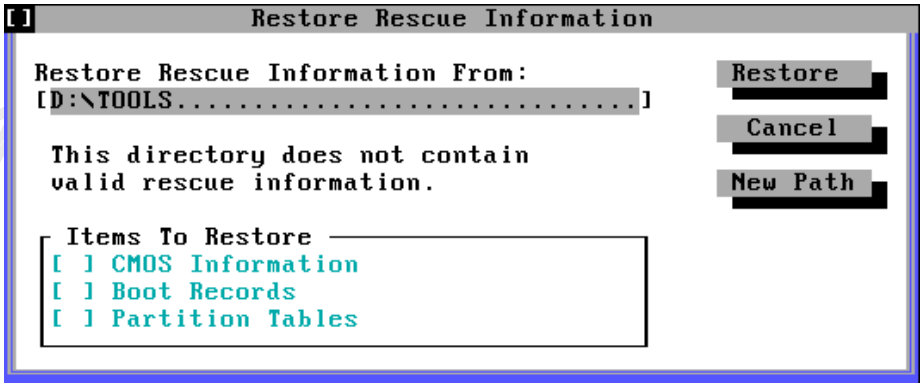 [ ] Restore Rescue Information
Restore Rescue Information From:
[D:\TOOLS..............................]
Restore
Cancel
New Path
This directory does not contain
valid rescue information.
Items To Restore
[ ] CMOS Information
[ ] Boot Records
[ ] Partition Tables